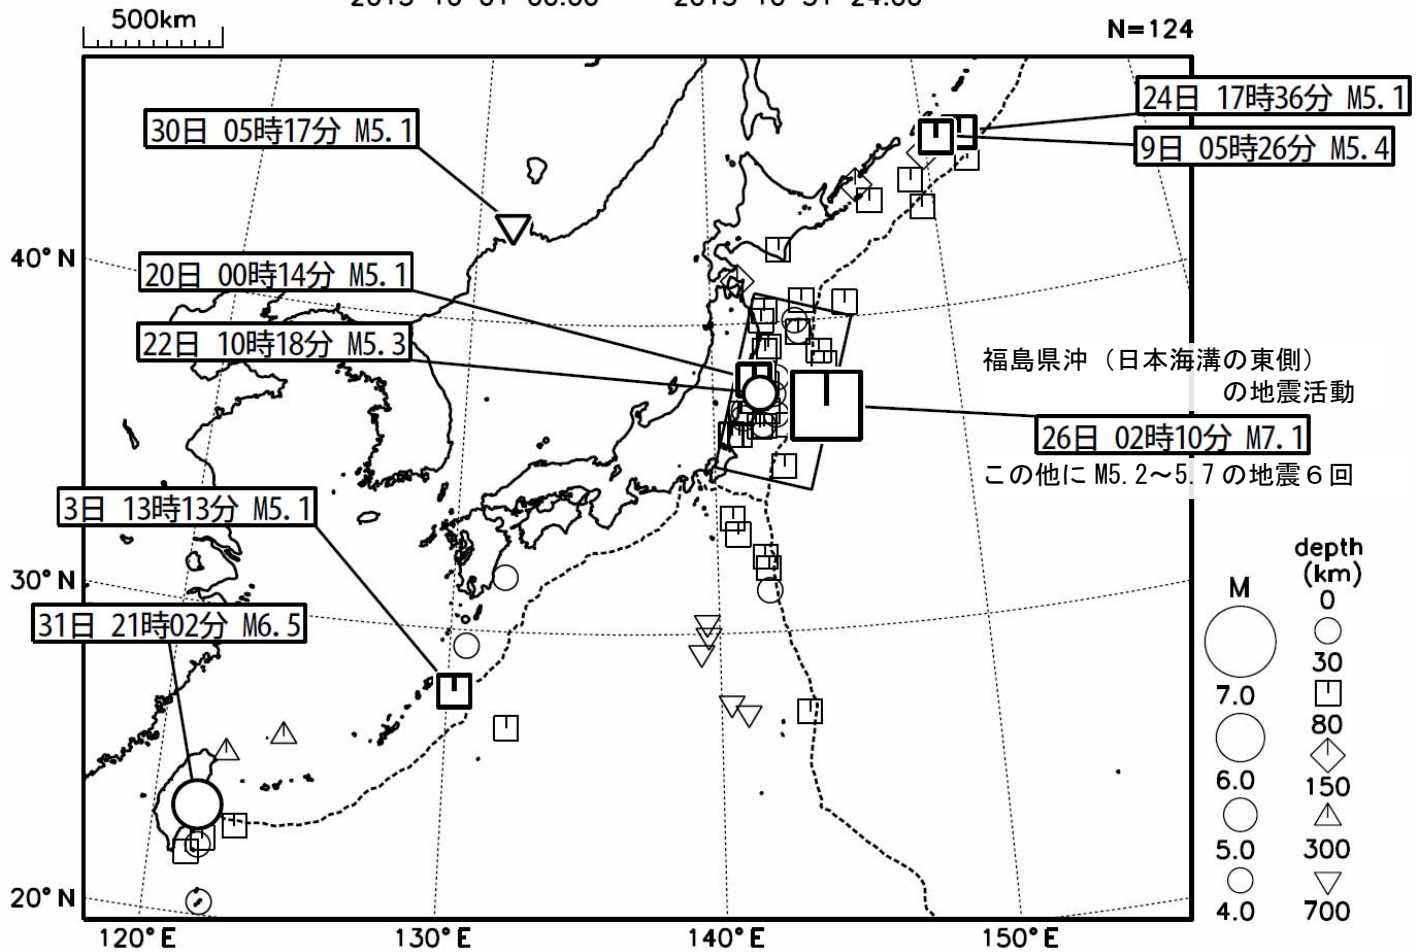 500km
N=124
24日 17時36分 M5.1
9日 05時26分 M5.4
30日 05時17分 M5.1
40°N
20日 00時14分 M5.1
22日 10時18分 M5.3
福島県沖（日本海溝の東側）
の地震活動
26日 02時10分 M7.1
この他に M5.2～5.7 の地震６回
3日 13時13分 M5.1
30°N
31日 21時02分 M6.5
depth
(km)
M
0
30
7.0
80
6.0
150
5.0
300
4.0
700
20°N
120°E
130°E
140°E
150°E